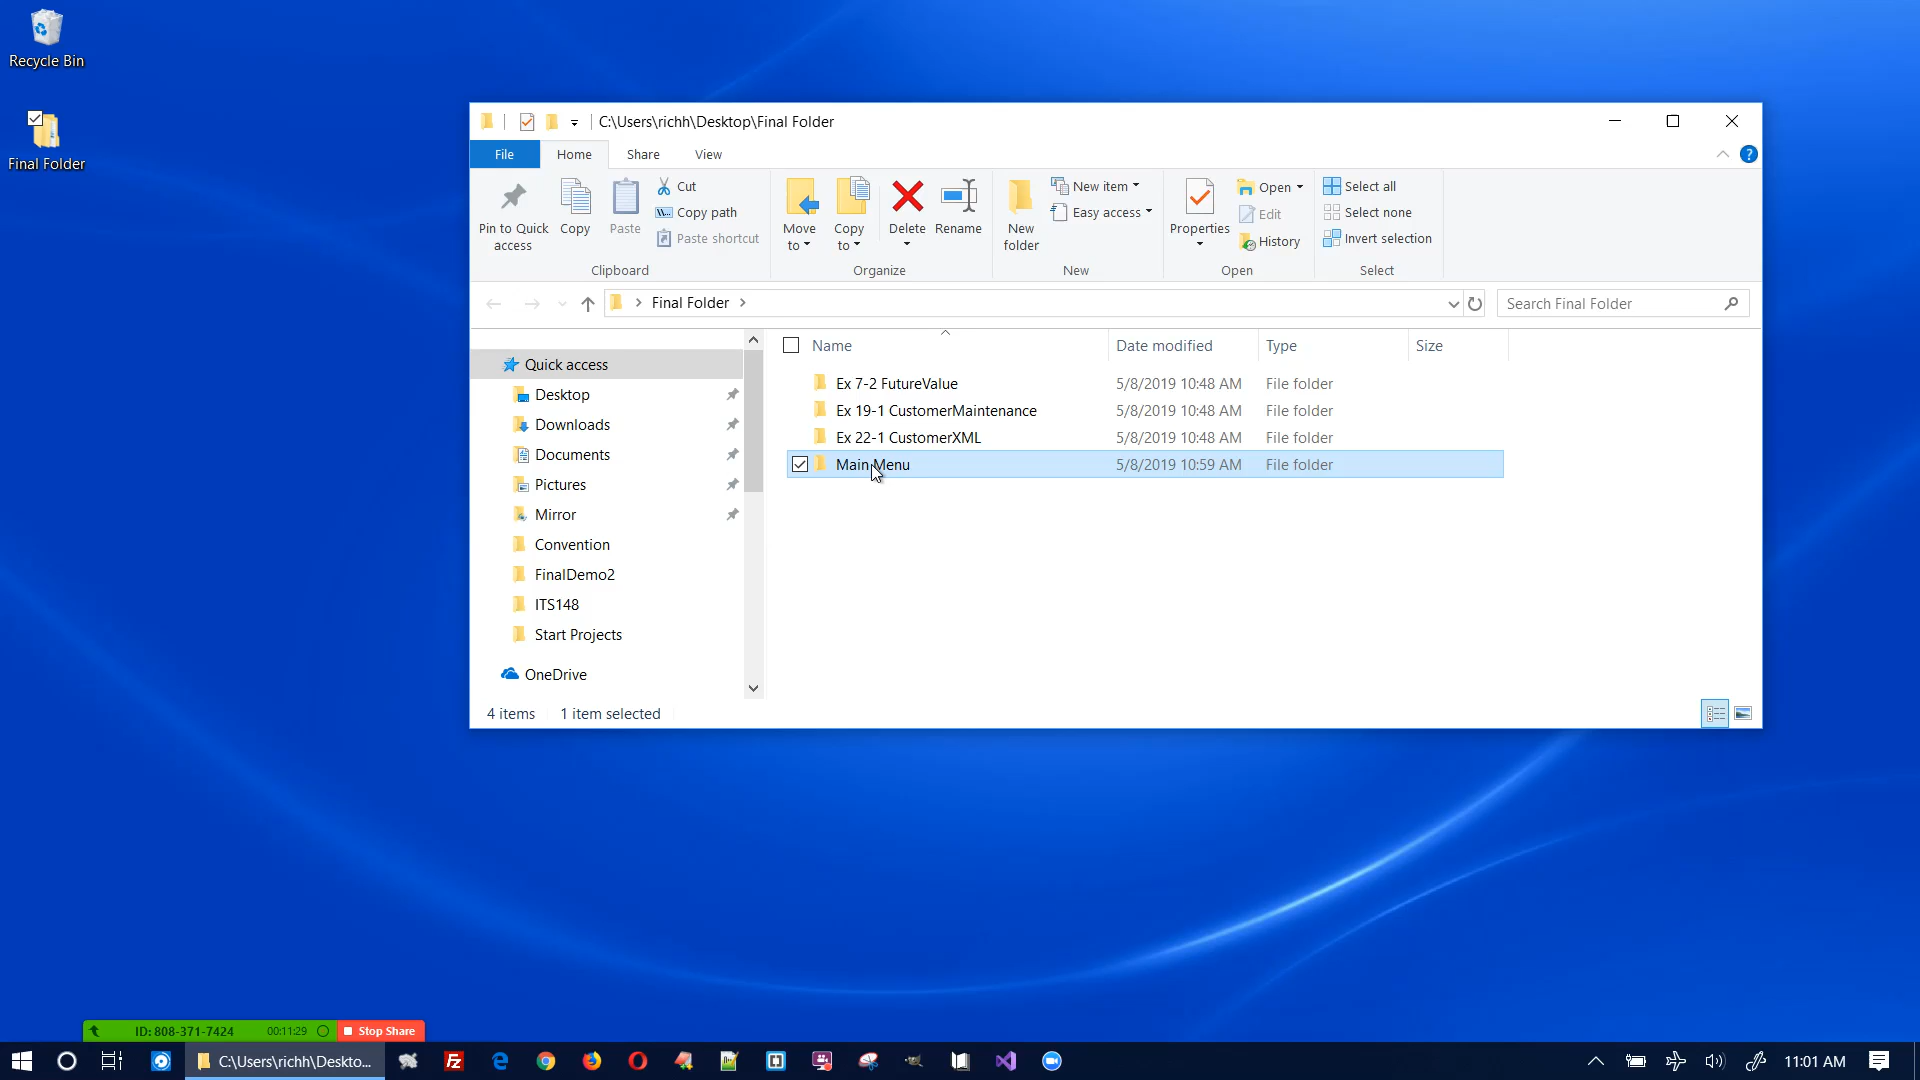 Recycle Bin
Final Folder
C:\Users\richh\Desktop\Final Folder
File Home Share View
Pin to Quick access
Copy
Paste
Cut
Copy path
Paste shortcut
Clipboard
Move to
Copy to
Delete
Rename
Organize
New folder
New item
Easy access
New
Properties
Open
Edit
History
Open
Select all
Select none
Invert selection
Select
Final Folder
Search Final Folder
Quick access
Desktop
Downloads
Documents
Pictures
Mirror
Convention
FinalDemo2
ITS148
Start Projects
OneDrive
Name Date modified Type Size
Ex 7-2 FutureValue 5/8/2019 10:48 AM File folder
Ex 19-1 CustomerMaintenance 5/8/2019 10:48 AM File folder
Ex 22-1 CustomerXML 5/8/2019 10:48 AM File folder
Main Menu 5/8/2019 10:59 AM File folder
4 items 1 item selected
ID: 808-371-7424 00:11:29 Stop Share
C:\Users\richh\Deskto...
Fz
11:01 AM